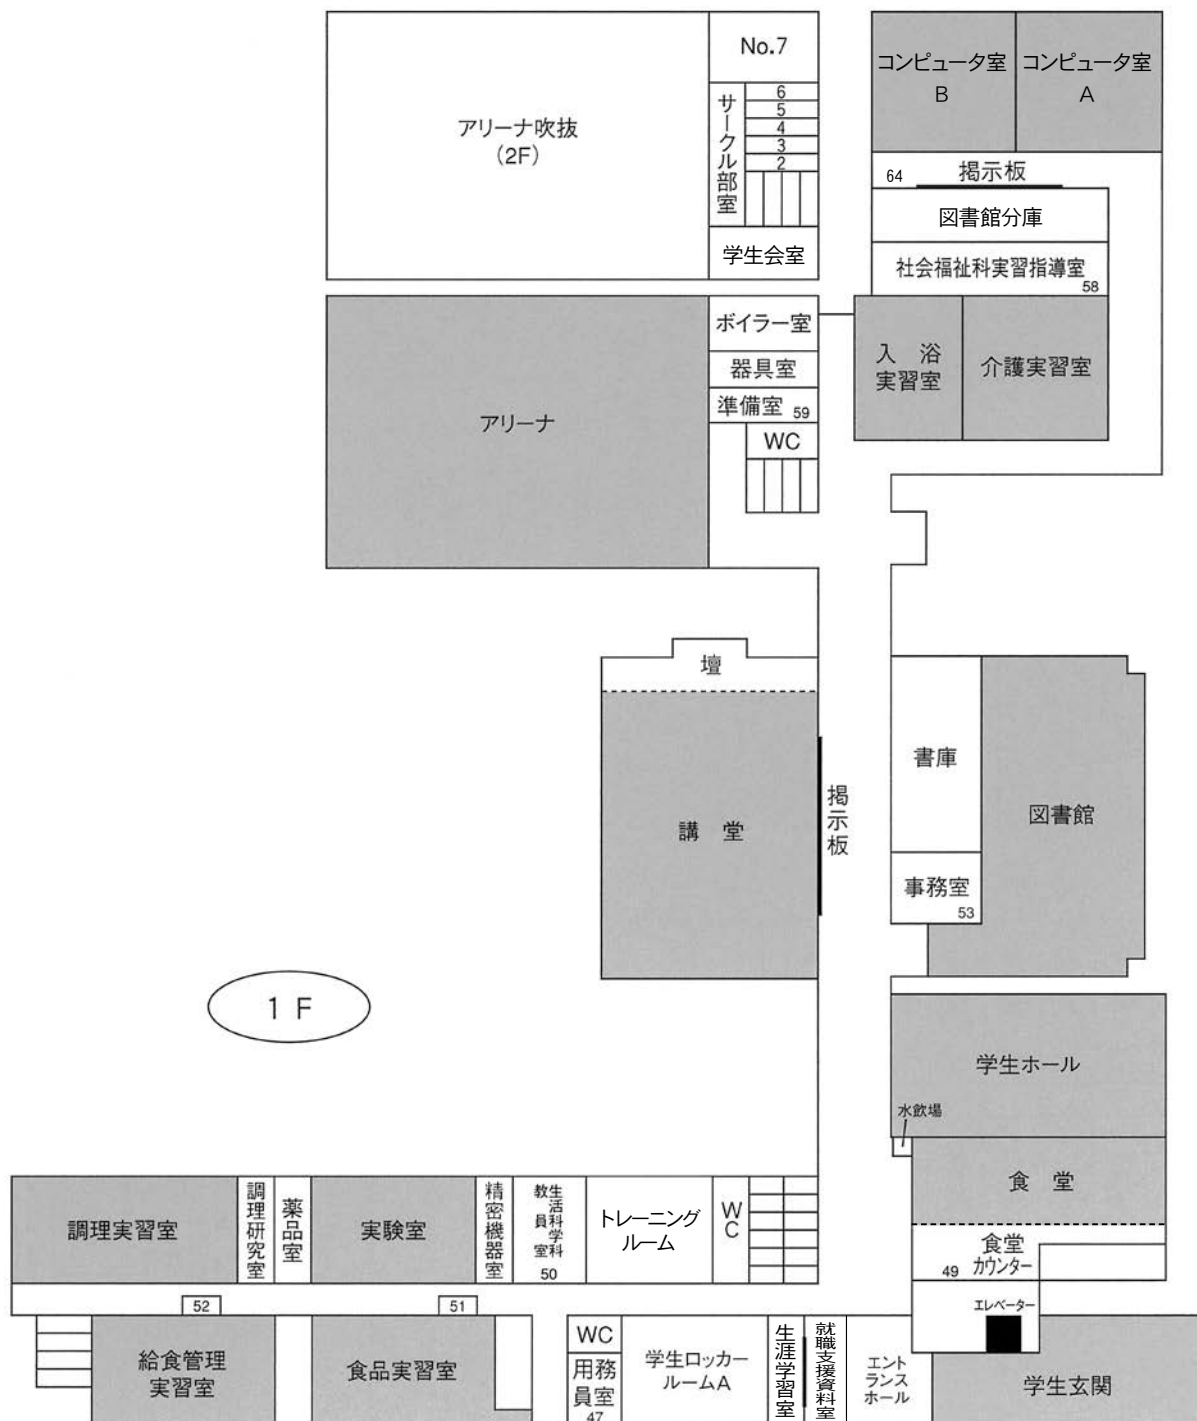 No.7
サークル部室
6
5
4
3
2
アリーナ吹抜
(2F)
学生会室
コンピュータ室
B
コンピュータ室
A
64
掲示板
図書館分庫
社会福祉科実習指導室
58
ボイラー室
器具室
準備室 59
WC
アリーナ
入 浴
実習室
介護実習室
壇
講 堂
掲示板
書庫
図書館
事務室
53
1 F
学生ホール
水飲場
食 堂
食堂
カウンター
49
調理実習室
調理研究室
薬品室
実験室
精密機器室
生活科学科
教員室
50
トレーニング
ルーム
WC
52
51
エレベーター
給食管理
実習室
食品実習室
WC
用務
員室
47
学生ロッカー
ルームA
生涯学習室
就職支援資料室
エント
ランス
ホール
学生玄関